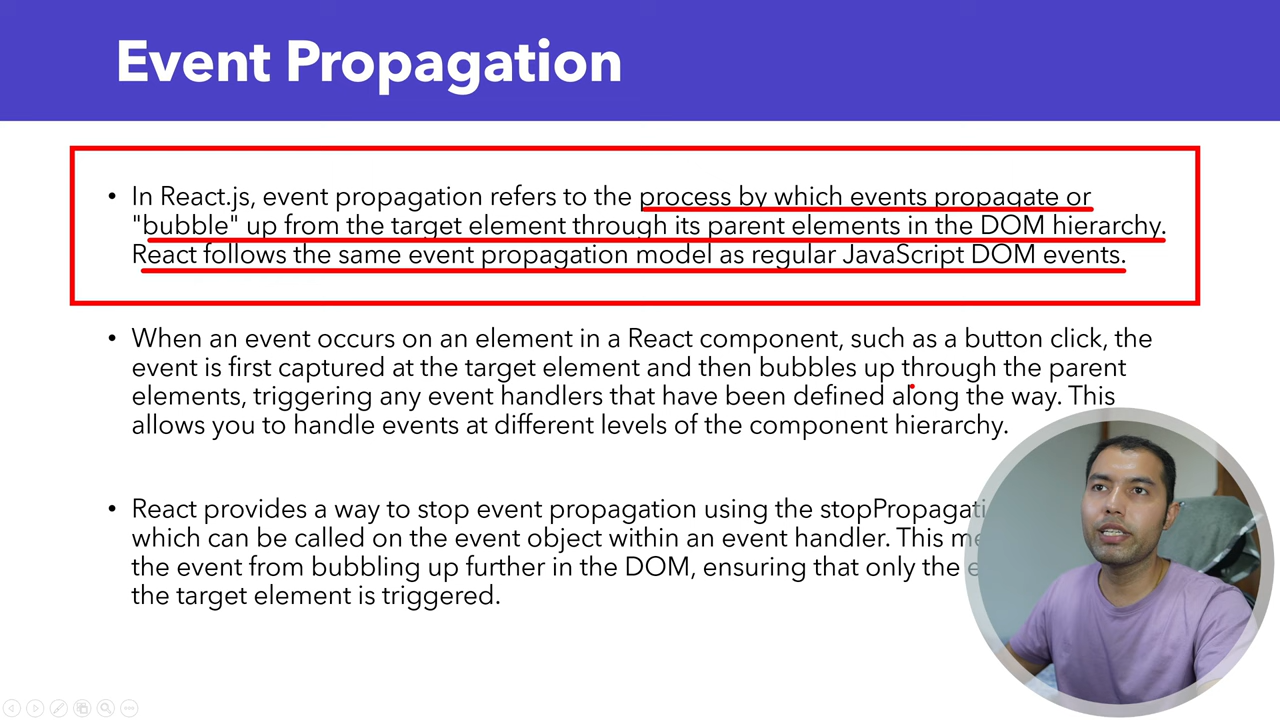 Event Propagation
• In React.js, event propagation refers to the process by which events propagate or
"bubble" up from the target element through its parent elements in the DOM hierarchy.
React follows the same event propagation model as regular JavaScript DOM events.
• When an event occurs on an element in a React component, such as a button click, the
event is first captured at the target element and then bubbles up through the parent
elements, triggering any event handlers that have been defined along the way. This
allows you to handle events at different levels of the component hierarchy.
• React provides a way to stop event propagation using the
which can be called on the event object within an event handler. This
the event from bubbling up further in the DOM, ensuring that only the
the target element is triggered.